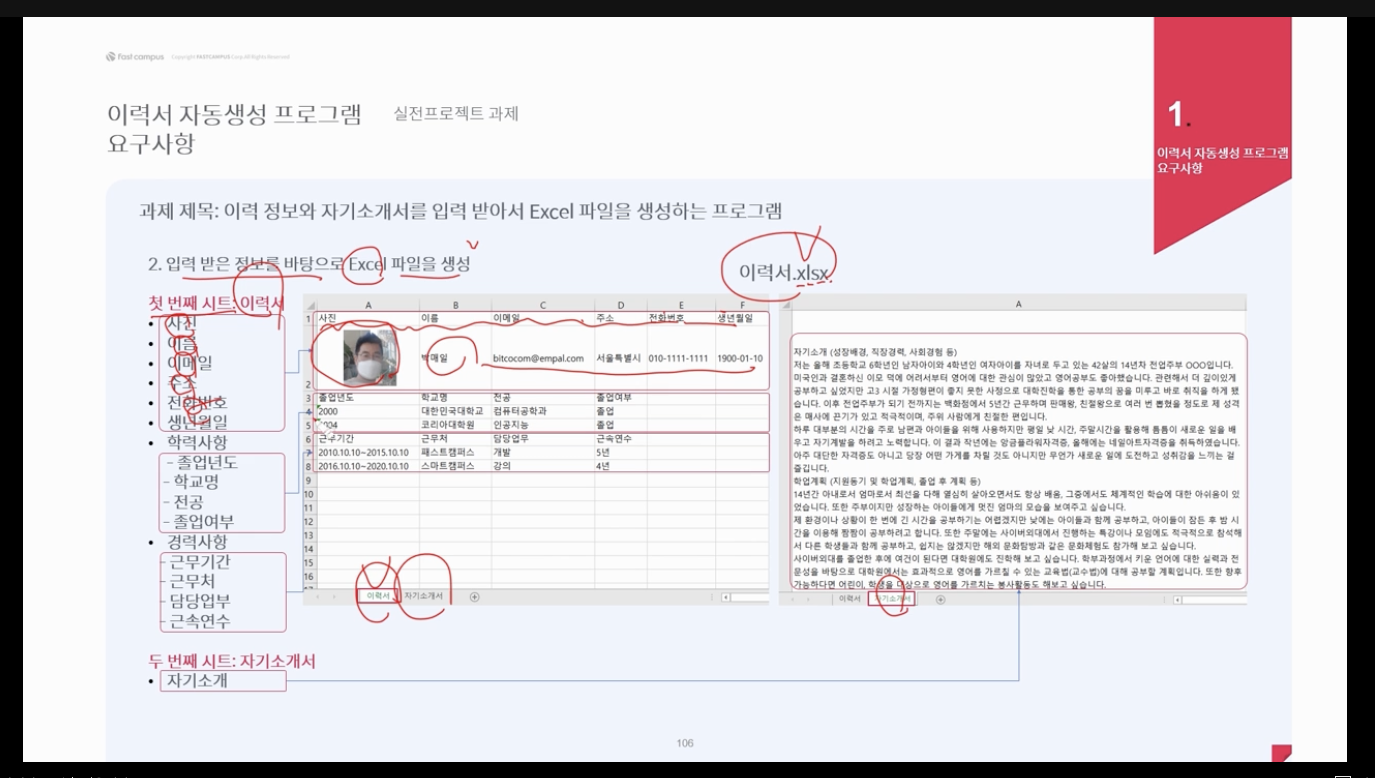 fast campus Copyright FASTCAMPUS Corp. All Rights Reserved
이력서 자동생성 프로그램 실전프로젝트 과제
요구사항
1.
이력서 자동생성 프로그램
요구사항
과제 제목: 이력 정보와 자기소개서를 입력 받아서 Excel 파일을 생성하는 프로그램
2. 입력 받은 정보를 바탕으로 Excel 파일을 생성
이력서.xlsx
첫 번째 시트: 이력서
• 사진
• 이름
• 이메일
• 주소
• 전화번호
• 생년월일
• 학력사항
- 졸업년도
- 학교명
- 전공
- 졸업여부
• 경력사항
- 근무기간
- 근무처
- 담당업부
- 근속연수
두 번째 시트: 자기소개서
• 자기소개
A B C D E F
1 사진 이름 이메일 주소 전화번호 생년월일
2 박매일 bitcocom@empal.com 서울특별시 010-1111-1111 1900-01-10
3 졸업년도 학교명 전공 졸업여부
4 2000 대한민국대학교 컴퓨터공학과 졸업
5 코리아대학원 인공지능 졸업
6 근무기간 근무처 담당업무 근속연수
7 2010.10.10~2015.10.10 패스트캠퍼스 개발 5년
8 2016.10.10~2020.10.10 스마트캠퍼스 강의 4년
9
10
11
12
13
14
15
16
이력서 자기소개서
A
자기소개 (성장배경, 직장경력, 사회경험 등)
저는 올해 초등학교 6학년인 남자아이와 4학년인 여자아이를 자녀로 두고 있는 42살의 14년차 전업주부 OOO입니다.
미국인과 결혼하신 이모 덕에 어려서부터 영어에 대한 관심이 많았고 영어공부도 좋아했습니다. 관련해서 더 깊이있게
공부하고 싶었지만 고3 시절 가정형편이 좋지 못한 사정으로 대학진학을 통한 공부의 꿈을 미루고 바로 취직을 하게 됐
습니다. 이후 전업주부가 되기 전까지는 백화점에서 5년간 근무하며 판매왕, 친절왕으로 여러 번 뽑혔을 정도로 제 성격
은 매사에 끈기가 있고 적극적이며, 주위 사람에게 친절한 편입니다.
하루 대부분의 시간을 주로 남편과 아이들을 위해 사용하지만 평일 낮 시간, 주말시간을 활용해 틈틈이 새로운 일을 배
우고 자기계발을 하려고 노력합니다. 이 결과 작년에는 앙금플라워자격증, 올해에는 네일아트자격증을 취득하였습니다.
아주 대단한 자격증도 아니고 당장 어떤 가게를 차릴 것도 아니지만 무언가 새로운 일에 도전하고 성취감을 느끼는 걸
즐깁니다.
학업계획 (지원동기 및 학업계획, 졸업 후 계획 등)
14년간 아내로서 엄마로서 최선을 다해 열심히 살아오면서도 항상 배움, 그중에서도 체계적인 학습에 대한 아쉬움이 있
었습니다. 또한 주부이지만 성장하는 아이들에게 멋진 엄마의 모습을 보여주고 싶습니다.
제 환경이나 상황이 한 번에 긴 시간을 공부하기는 어렵겠지만 낮에는 아이들과 함께 공부하고, 아이들이 잠든 후 밤 시
간을 이용해 짬짬이 공부하려고 합니다. 또한 주말에는 사이버외대에서 진행하는 특강이나 모임에도 적극적으로 참석해
서 다른 학생들과 함께 공부하고, 쉽지는 않겠지만 해외 문화탐방과 같은 문화체험도 참가해 보고 싶습니다.
사이버외대를 졸업한 후에 여건이 된다면 대학원에도 진학해 보고 싶습니다. 학부과정에서 키운 언어에 대한 실력과 전
문성을 바탕으로 대학원에서는 효과적으로 영어를 가르칠 수 있는 교육법(교수법)에 대해 공부할 계획입니다. 또한 향후
가능하다면 어린이, 학생을 대상으로 영어를 가르치는 봉사활동도 해보고 싶습니다.
이력서 자기소개서
106